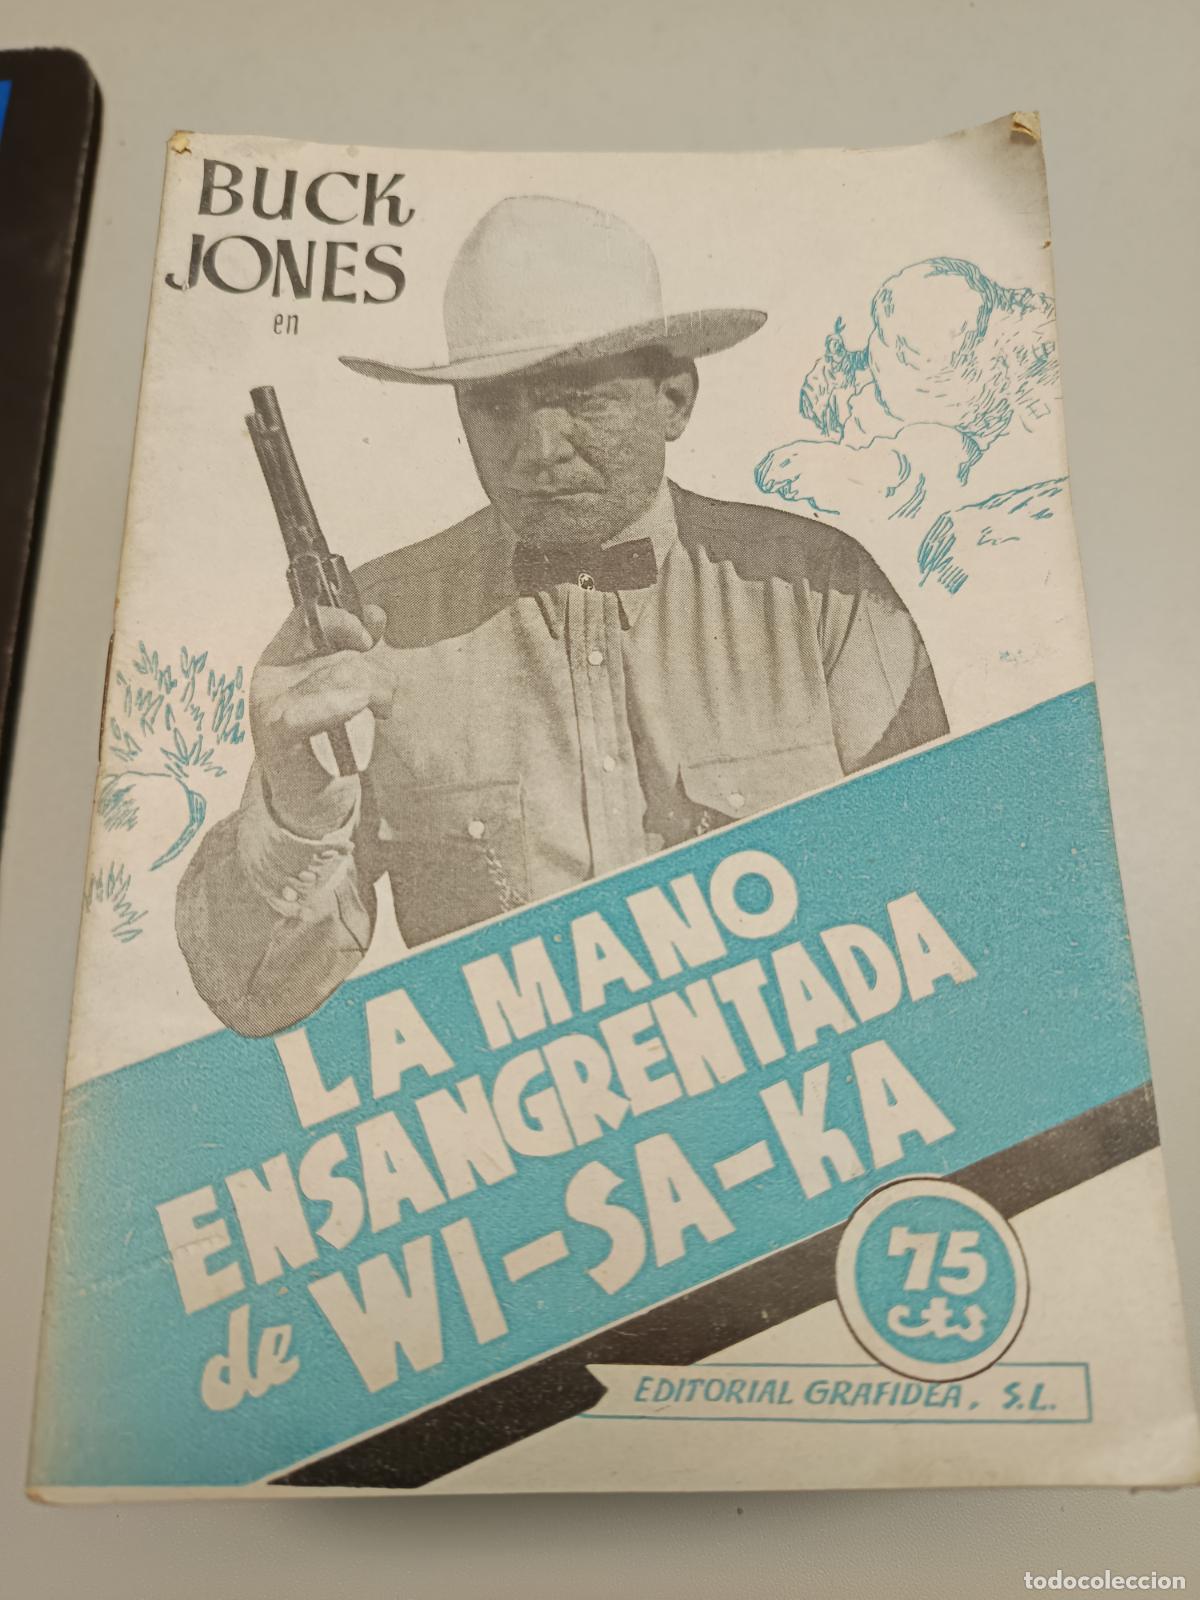 BUCK
JONES
en
LA MANO
ENSANGRENTADA
de WI-SA-KA
75
cts
EDITORIAL GRAFIDEA, S.L.
todocoleccion